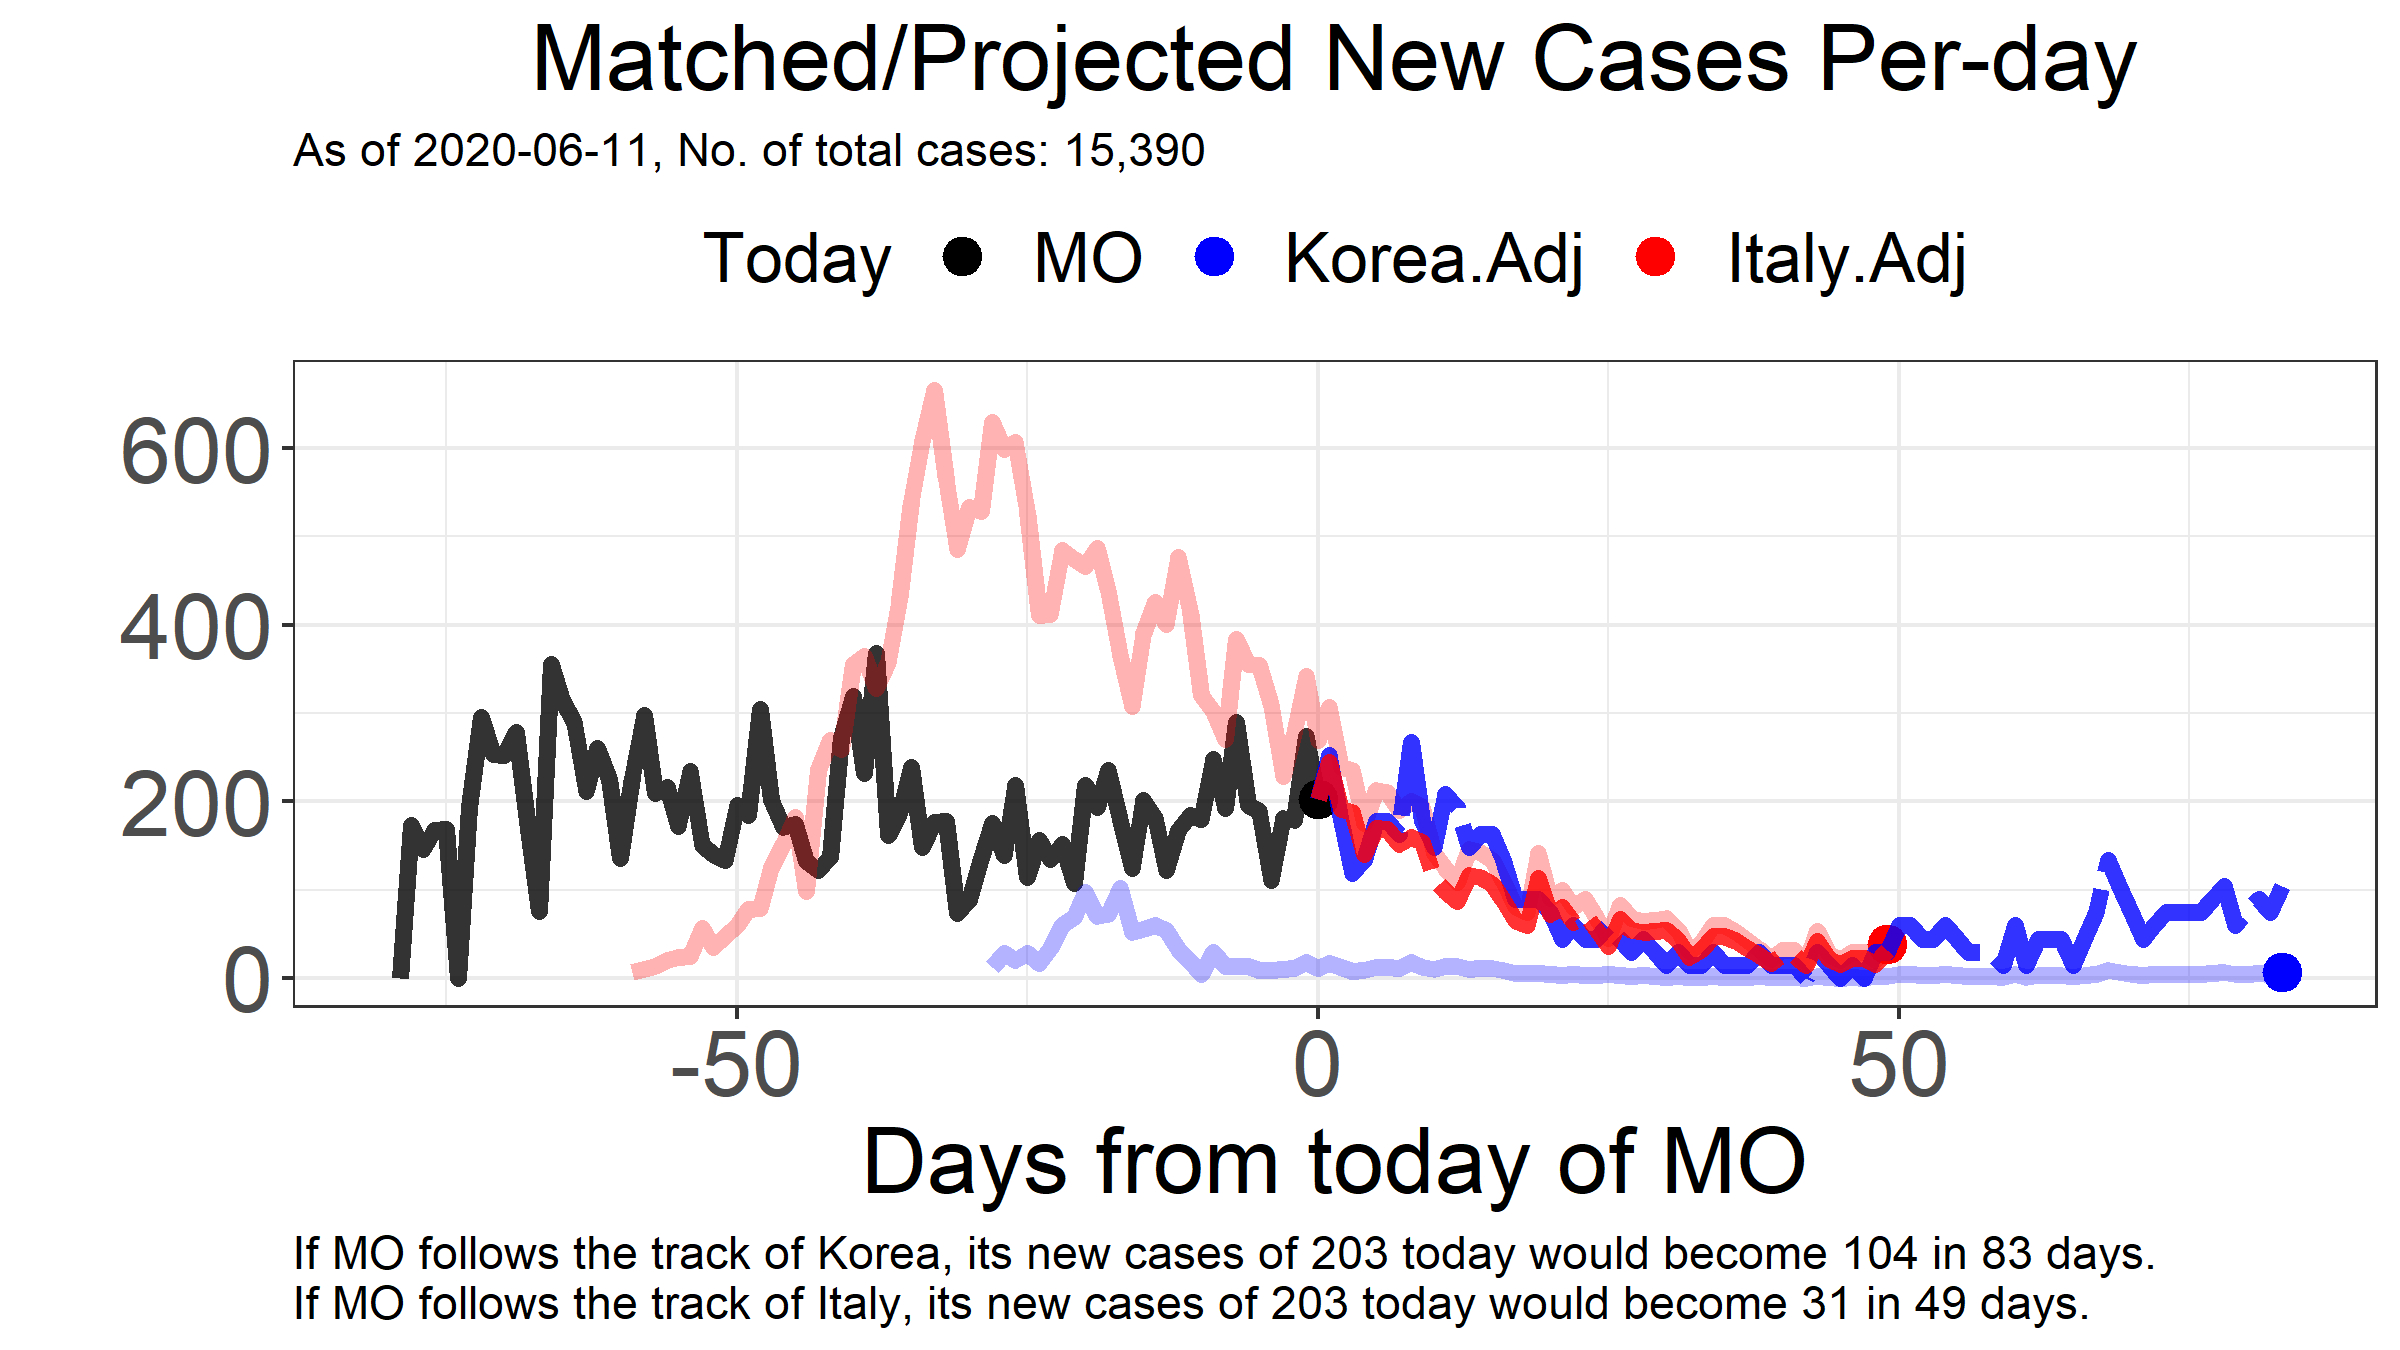 Matched/Projected New Cases Per-day
As of 2020-06-11, No. of total cases: 15,390
Today MO Korea.Adj Italy.Adj
600
400
200
0
-50 0 50
Days from today of MO
If MO follows the track of Korea, its new cases of 203 today would become 104 in 83 days.
If MO follows the track of Italy, its new cases of 203 today would become 31 in 49 days.